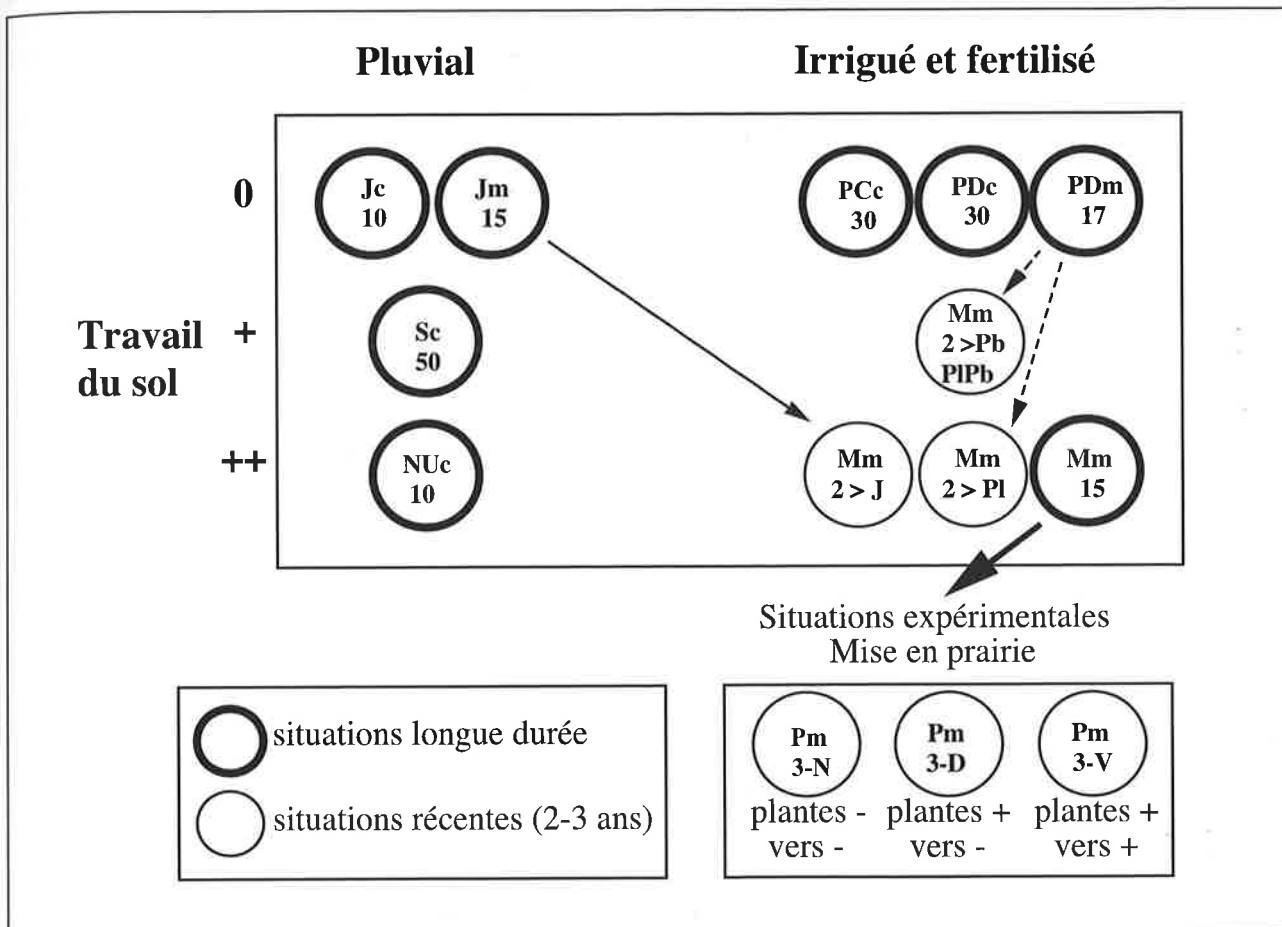 Pluvial
Irrigué et fertilisé
0
Jc
10
Jm
15
PCc
30
PDc
30
PDm
17
Travail
du sol
+
Sc
50
Mm
2 >Pb
PlPb
++
NUc
10
Mm
2 > J
Mm
2 > Pl
Mm
15
Situations expérimentales
Mise en prairie
situations longue durée
situations récentes (2-3 ans)
Pm
3-N
Pm
3-D
Pm
3-V
plantes -
vers -
plantes +
vers -
plantes +
vers +